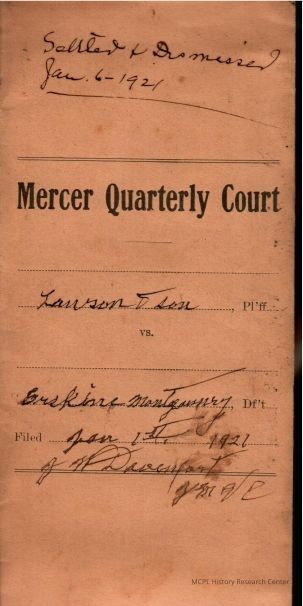 Settled & Dismissed
Jan. 6-1921
Mercer Quarterly Court
Lawson & Son, Pl'ff
vs.
Erskine Montgomery, Df't
Filed Jan 1st. 1921
J W Davenport
MCPL History Research Center